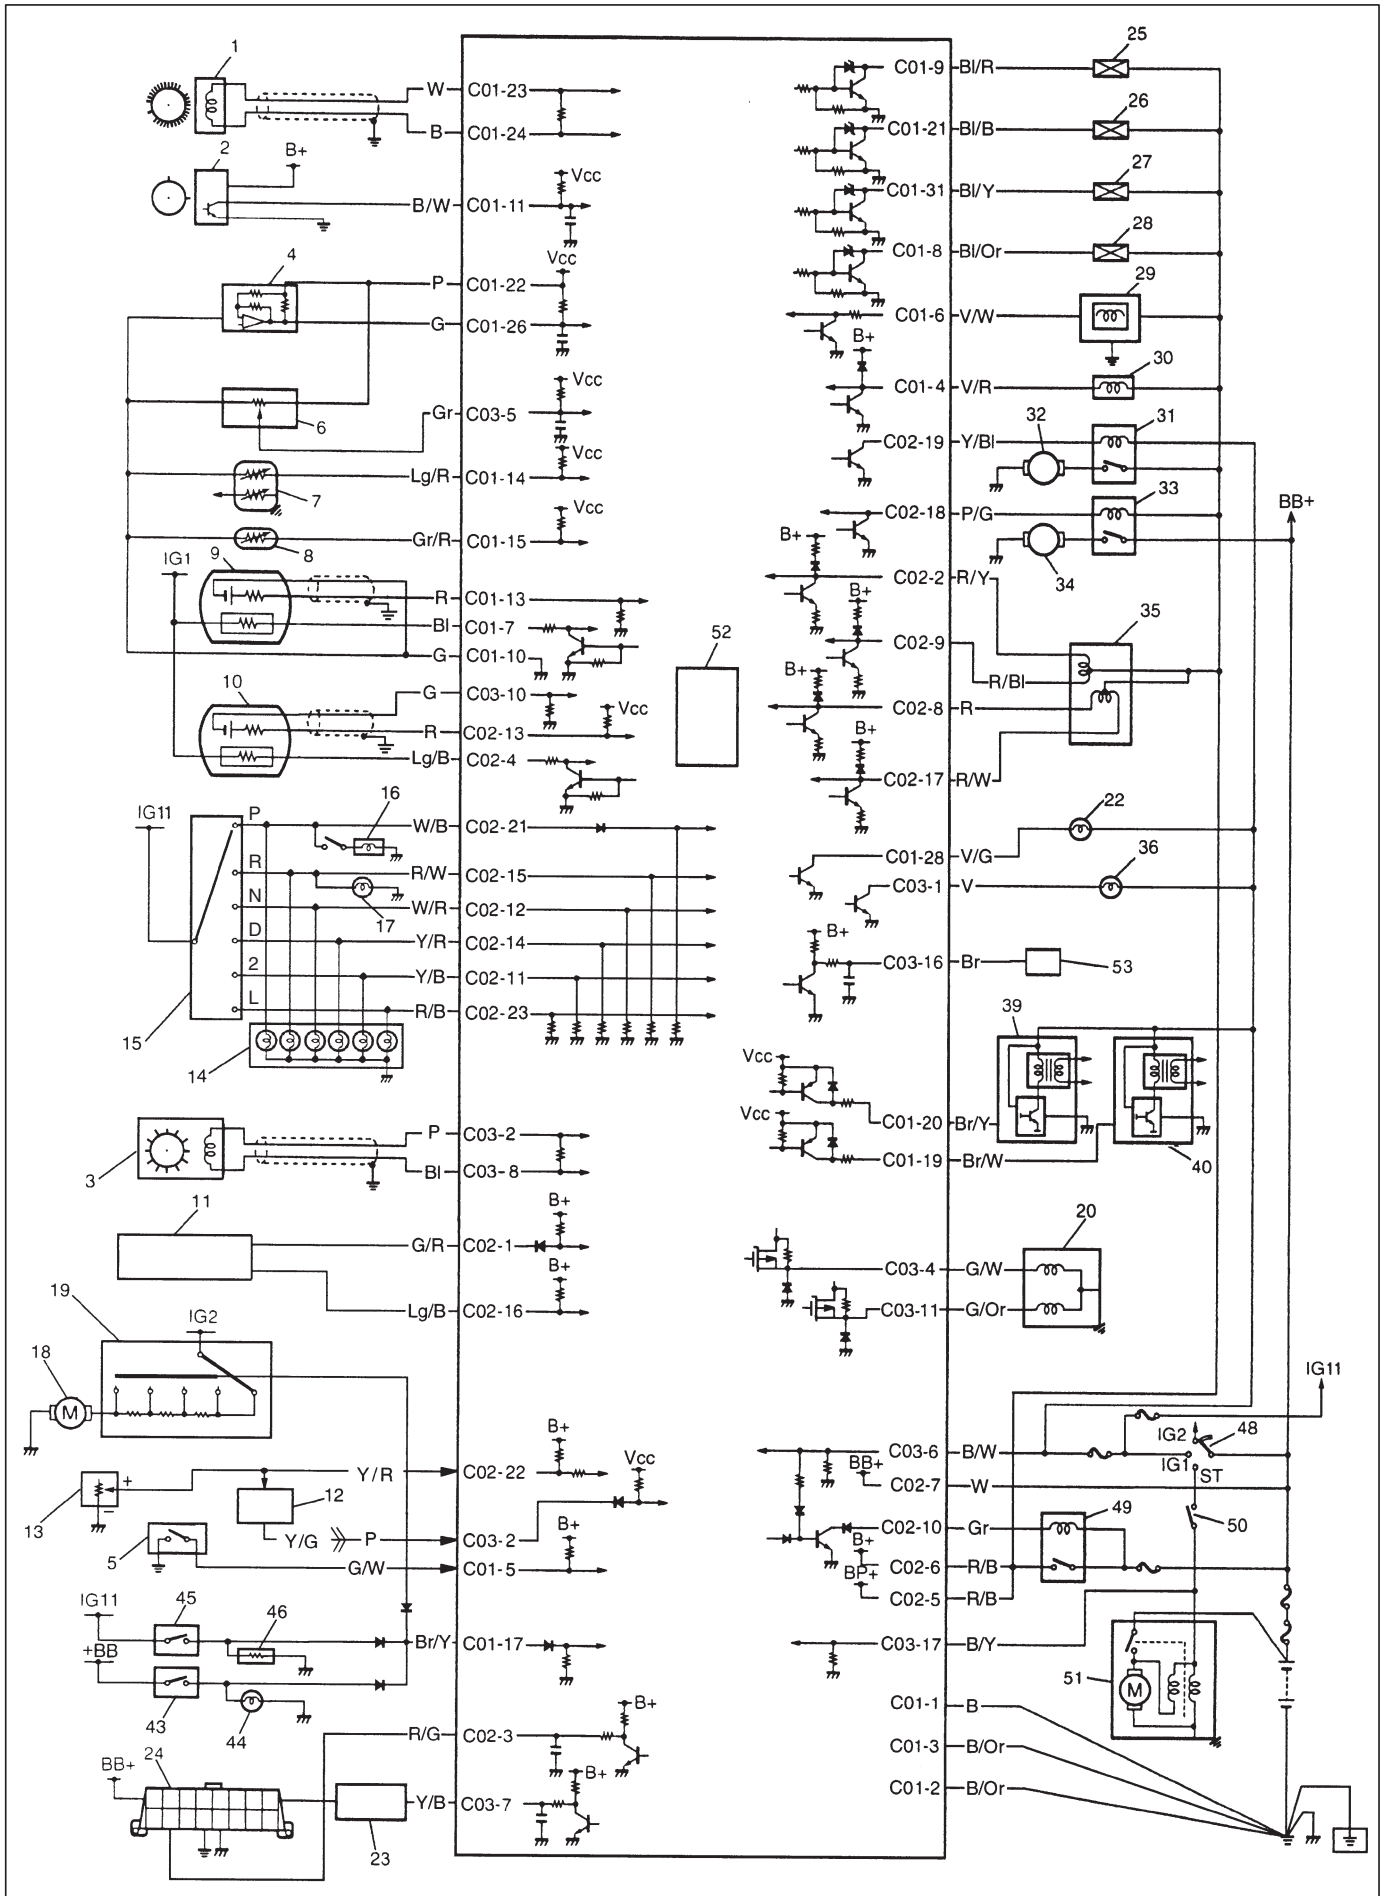 1
W C01-23
B C01-24
2
B+
Vcc
B/W C01-11
4
Vcc
P C01-22
G C01-26
Vcc
6
Gr C03-5
Vcc
7
Lg/R C01-14
Vcc
8
Gr/R C01-15
IG1
9
R C01-13
Bl C01-7
G C01-10
10
G C03-10
Vcc
R C02-13
Lg/B C02-4
52
IG11
16
P
W/B C02-21
R
R/W C02-15
17
N
W/R C02-12
D
Y/R C02-14
2
Y/B C02-11
L
R/B C02-23
15
14
3
P C03-2
Bl C03-8
11
B+
G/R C02-1
B+
Lg/B C02-16
19
IG2
18
M
B+
Vcc
13
+
−
Y/R C02-22
12
Y/G P C03-2
B+
5
G/W C01-5
IG11
45
46
+BB
Br/Y C01-17
43
44
B+
R/G C02-3
BB+
24
B+
Y/B C03-7
23
C01-9 Bl/R
25
C01-21 Bl/B
26
C01-31 Bl/Y
27
C01-8 Bl/Or
28
C01-6 V/W
29
B+
C01-4 V/R
30
C02-19 Y/Bl
32
31
C02-18 P/G
33
34
BB+
B+
C02-2 R/Y
B+
C02-9
R/Bl
35
B+
C02-8 R
B+
C02-17 R/W
22
C01-28 V/G
36
C03-1 V
B+
C03-16 Br
53
39
Vcc
C01-20 Br/Y
Vcc
C01-19 Br/W
40
20
C03-4 G/W
C03-11 G/Or
IG11
C03-6 B/W
IG2
48
IG1
ST
BB+
C02-7 W
49
50
C02-10 Gr
B+
C02-6 R/B
BP+
C02-5 R/B
C03-17 B/Y
51
M
C01-1 B
C01-3 B/Or
C01-2 B/Or